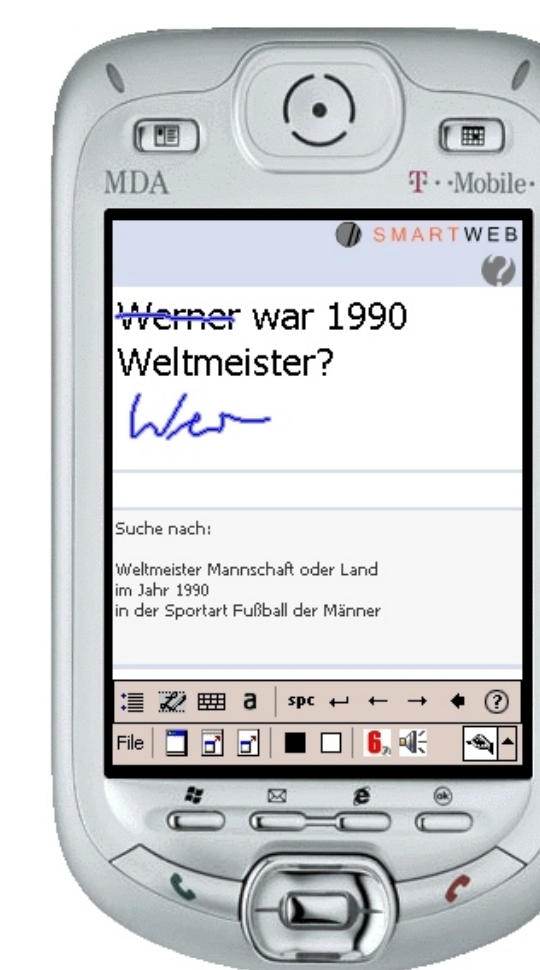 MDA
T··Mobile·
SMARTWEB
Werner war 1990
Weltmeister?
Wer
Suche nach:
Weltmeister Mannschaft oder Land
im Jahr 1990
in der Sportart Fußball der Männer
a spc
File
ok